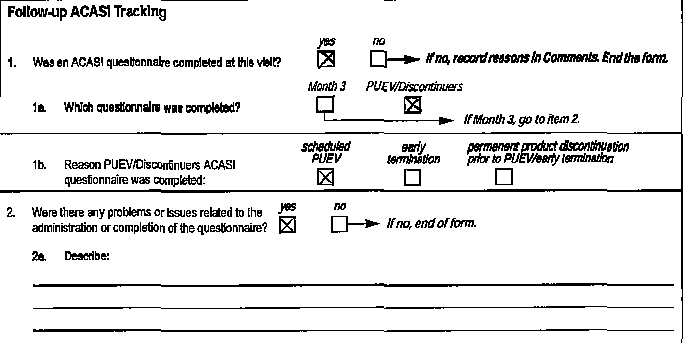 Follow-up ACASI Tracking
yes no
1. Was an ACASI questionnaire completed at this visit? If no, record reasons in Comments. End the form.
Month 3 PUEV/Discontinuers
1a. Which questionnaire was completed?
If Month 3, go to item 2.
scheduled early permanent product discontinuation
1b. Reason PUEV/Discontinuers ACASI PUEV termination prior to PUEV/early termination
questionnaire was completed:
2. Were there any problems or issues related to the yes no
administration or completion of the questionnaire? If no, end of form.
2a. Describe: